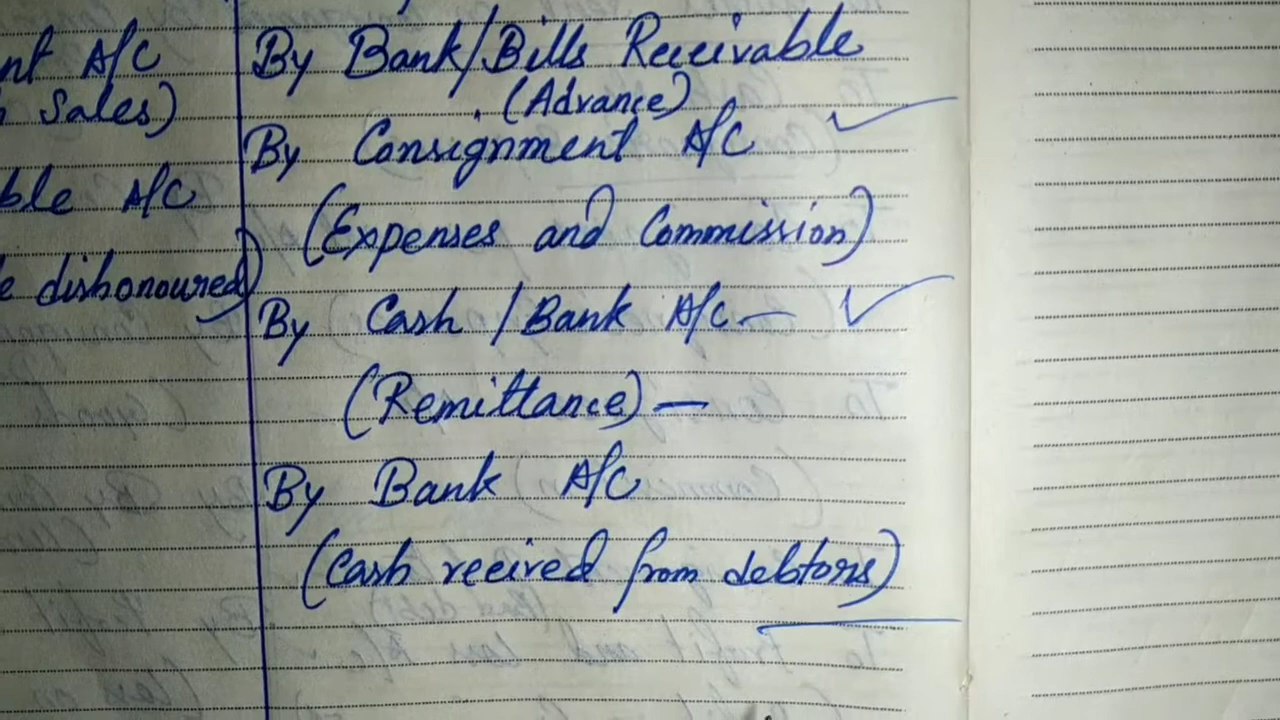 nt A/C
Sales)
ble A/C
e dishonoured)
By Bank/Bills Receivable
(Advance)
By Consignment A/C
(Expenses and Commission)
By Cash / Bank A/C —
(Remittance) —
By Bank A/C
(Cash received from debtors)